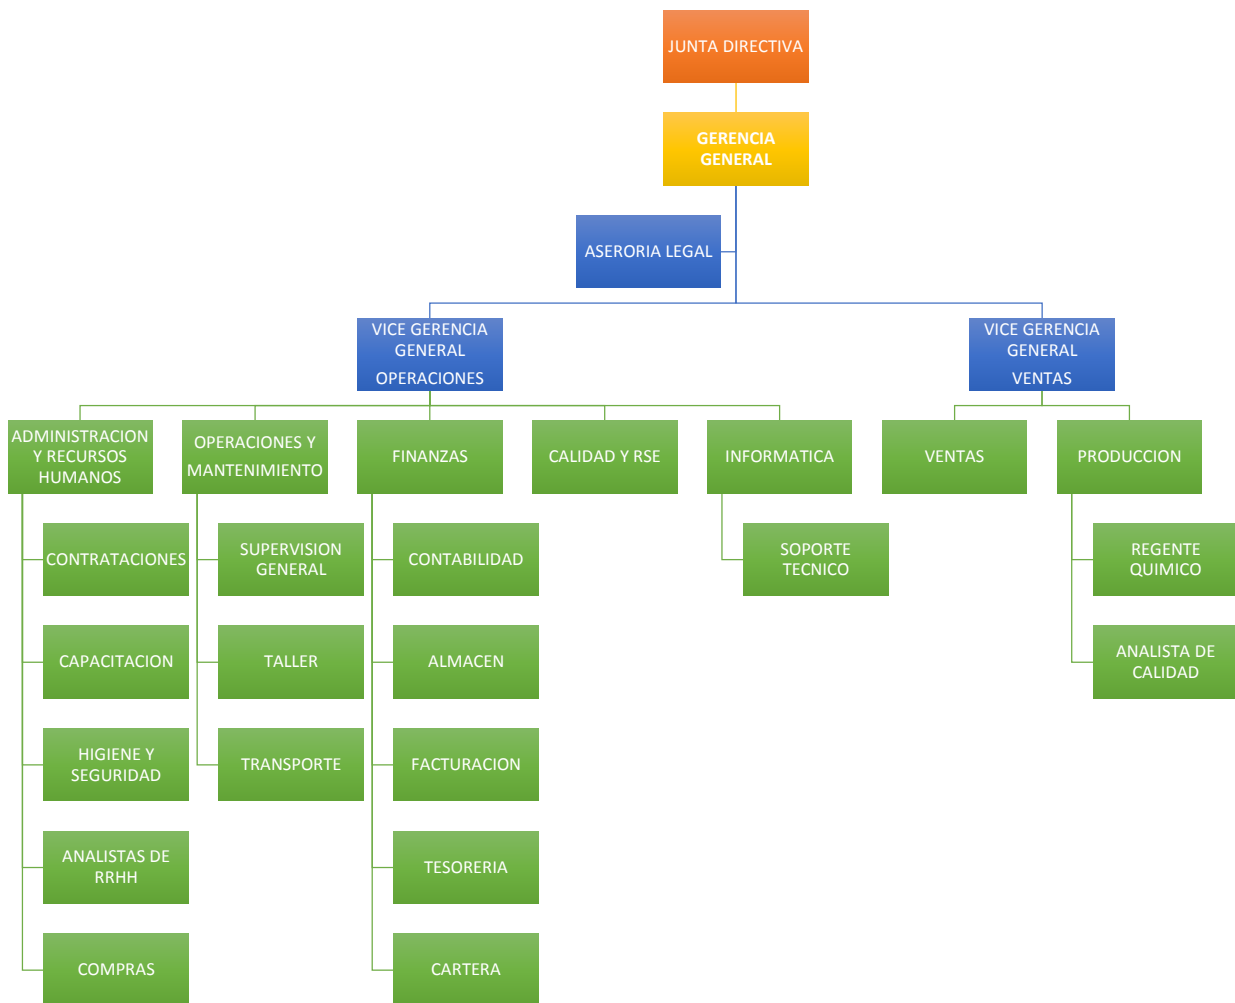 JUNTA DIRECTIVA
GERENCIA
GENERAL
ASERORIA LEGAL
VICE GERENCIA
GENERAL
OPERACIONES
VICE GERENCIA
GENERAL
VENTAS
ADMINISTRACION
Y RECURSOS
HUMANOS
OPERACIONES Y
MANTENIMIENTO
FINANZAS
CALIDAD Y RSE
INFORMATICA
VENTAS
PRODUCCION
CONTRATACIONES
SUPERVISION
GENERAL
CONTABILIDAD
SOPORTE
TECNICO
REGENTE
QUIMICO
CAPACITACION
TALLER
ALMACEN
ANALISTA DE
CALIDAD
HIGIENE Y
SEGURIDAD
TRANSPORTE
FACTURACION
ANALISTAS DE
RRHH
TESORERIA
COMPRAS
CARTERA